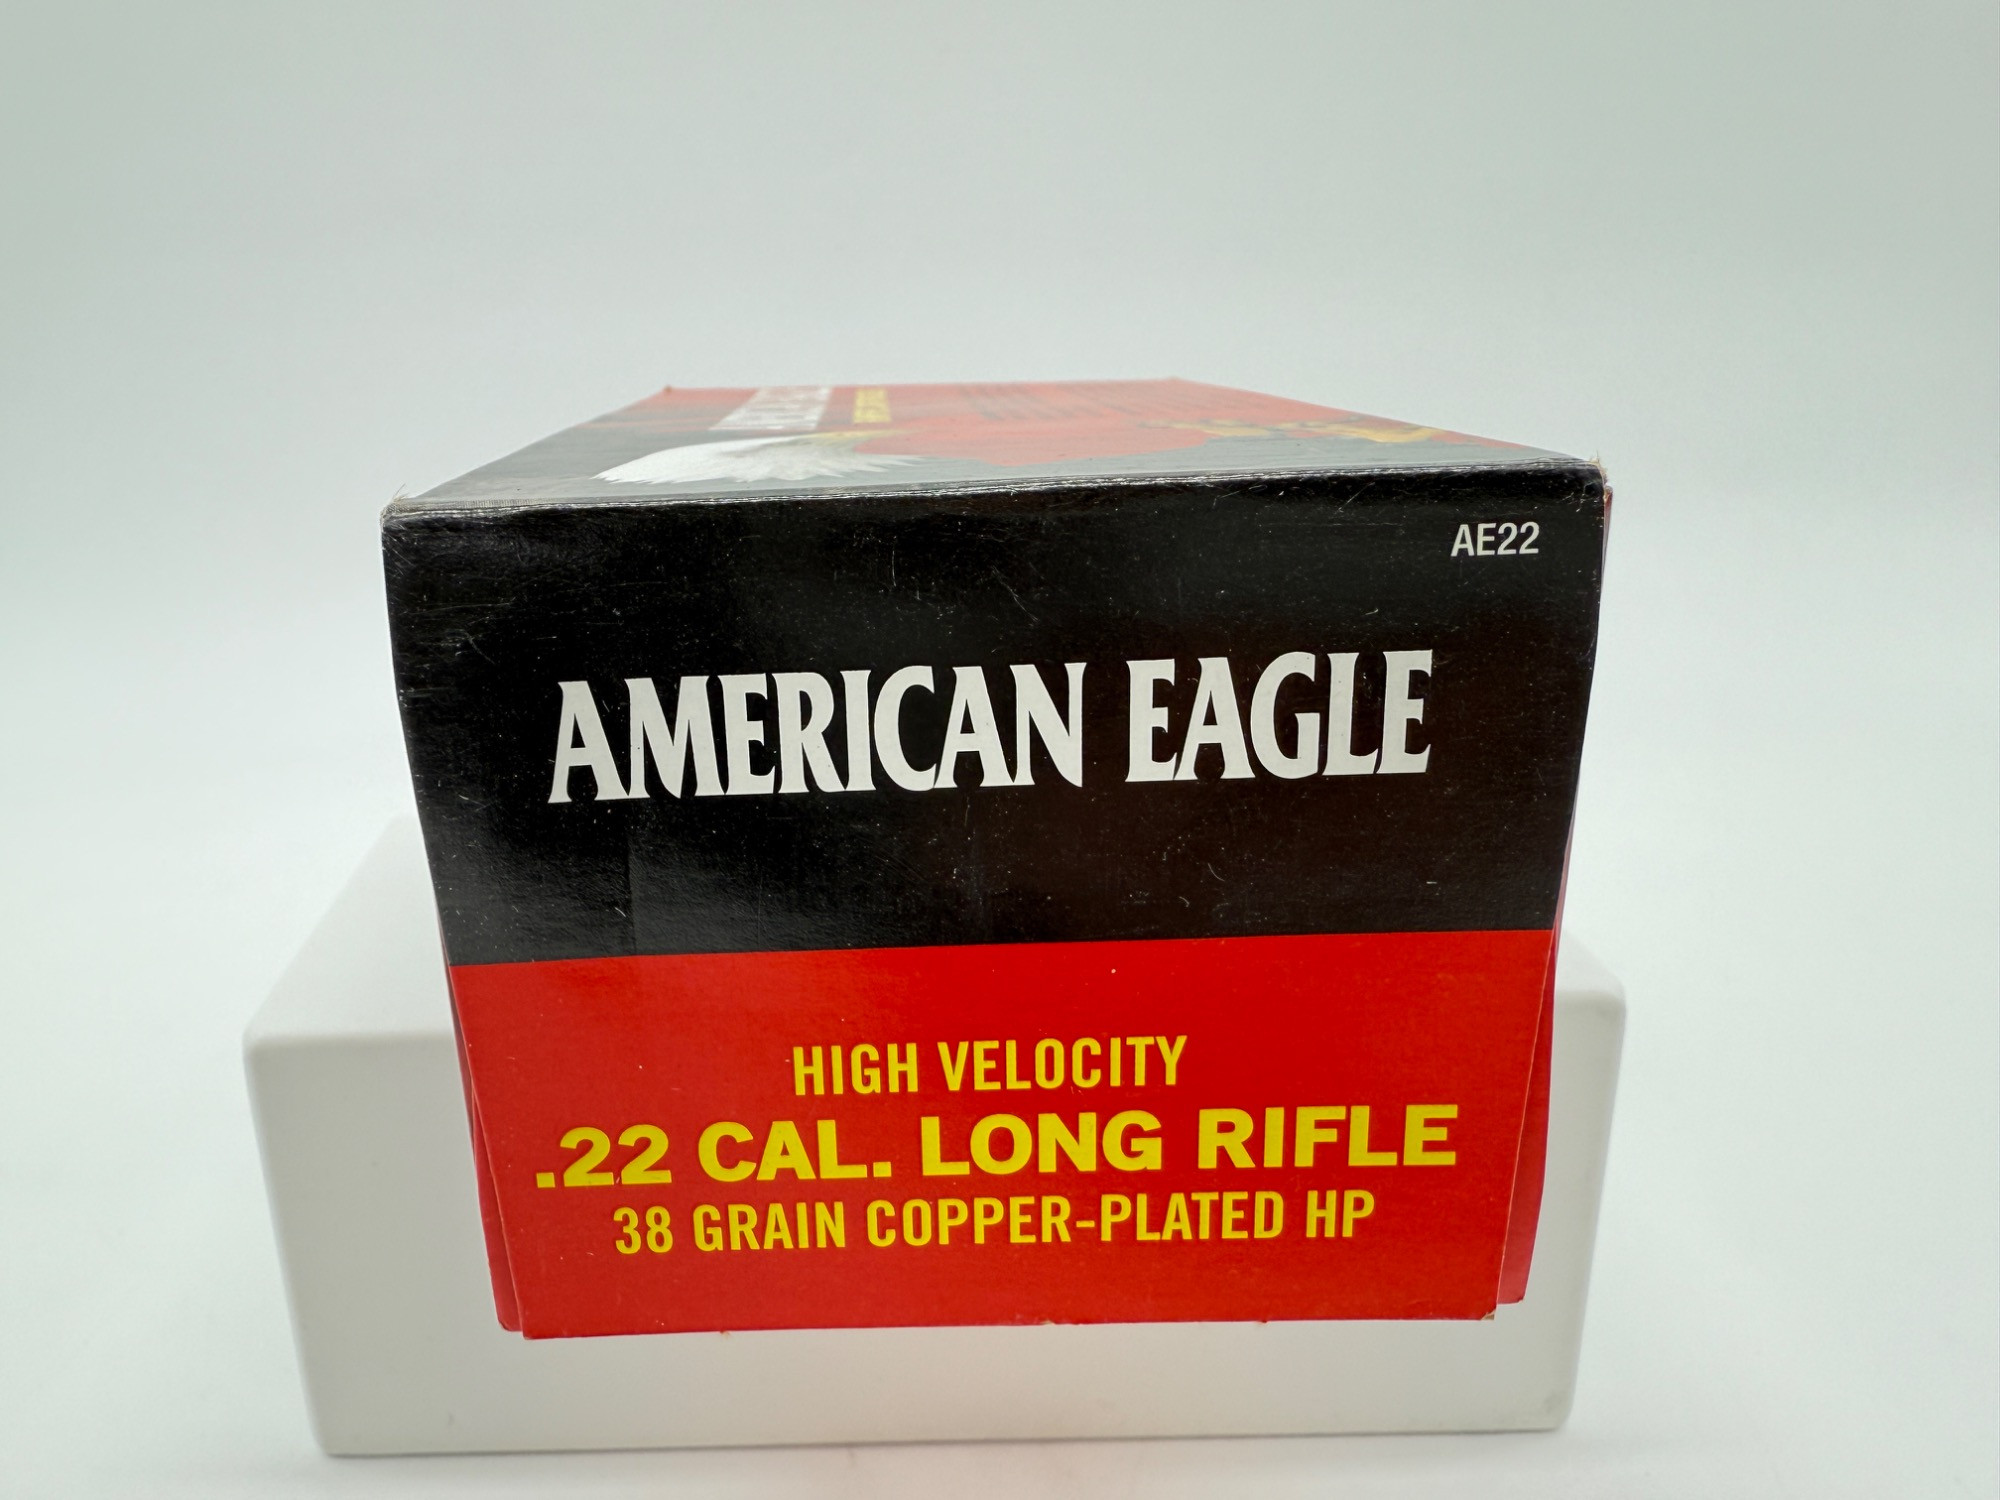 AE22
AMERICAN EAGLE
HIGH VELOCITY
.22 CAL. LONG RIFLE
38 GRAIN COPPER-PLATED HP